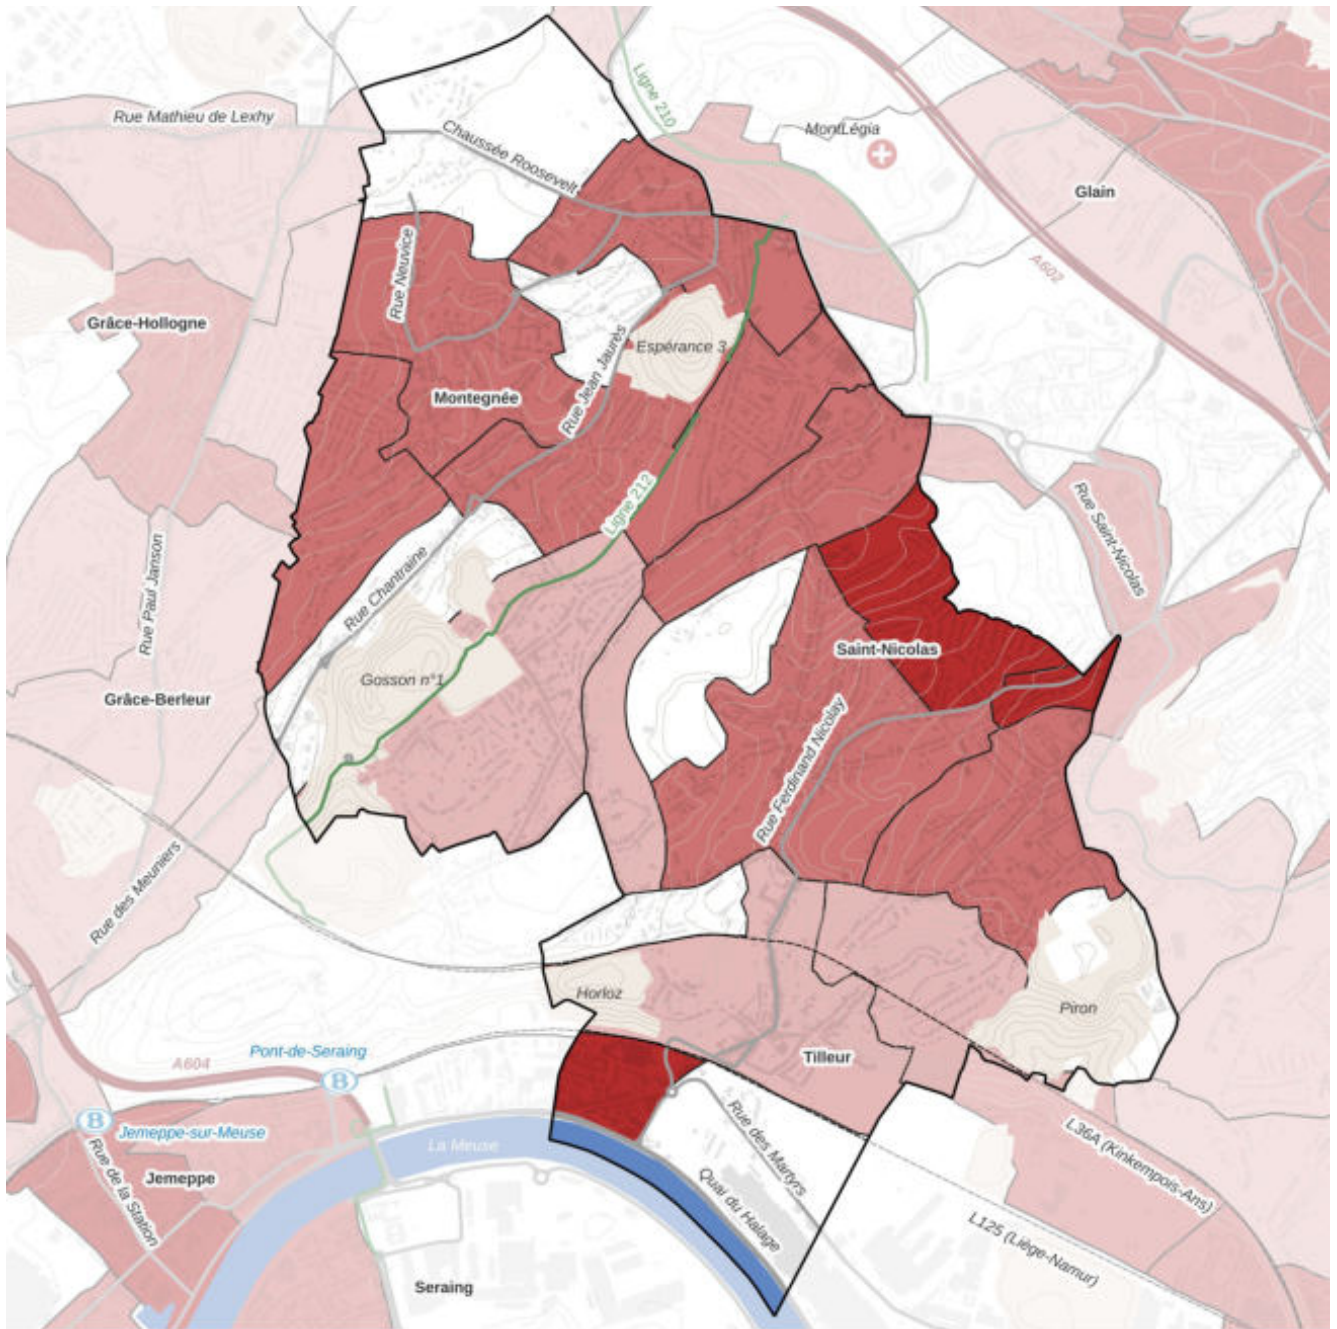 Ligne 210
Rue Mathieu de Lexhy
Chaussée Roosevelt
MontLégia
Glain
A602
Rue Neuvice
Grâce-Hollogne
Espérance 3
Rue Jean Jaurès
Montegnée
Ligne 212
Rue Saint-Nicolas
Rue Paul Janson
Rue Chantraine
Saint-Nicolas
Gosson n°1
Grâce-Berleur
Rue Ferdinand Nicolay
Rue des Meuniers
Horloz
Piron
Tilleur
Pont-de-Seraing
A604
B
B
Jemeppe-sur-Meuse
La Meuse
Rue des Martyrs
L36A (Kinkempois-Ans)
Jemeppe
Rue de la Station
Quai du Halage
L125 (Liège-Namur)
Seraing